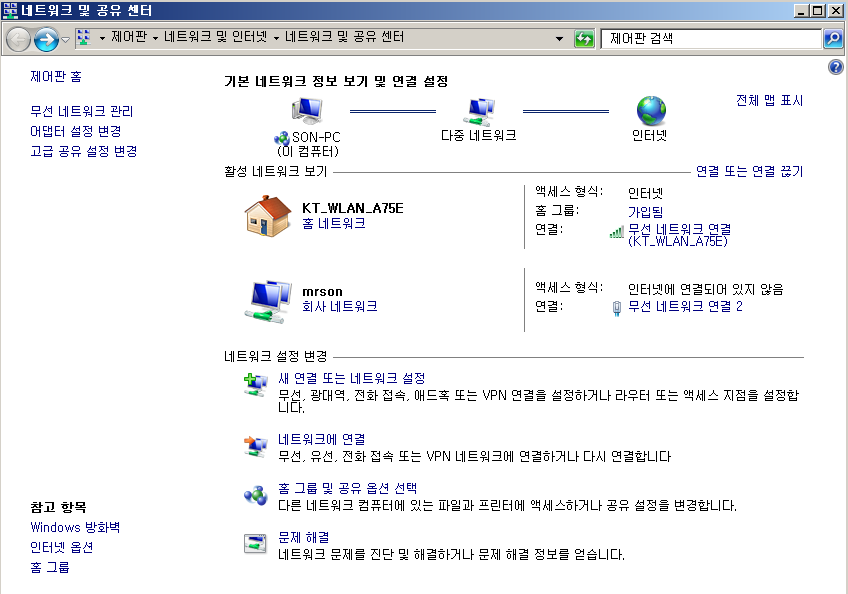 네트워크 및 공유 센터
제어판 네트워크 및 인터넷 네트워크 및 공유 센터
제어판 검색
제어판 홈
무선 네트워크 관리
어댑터 설정 변경
고급 공유 설정 변경
기본 네트워크 정보 보기 및 연결 설정
전체 맵 표시
SON-PC
(이 컴퓨터)
다중 네트워크
인터넷
활성 네트워크 보기
연결 또는 연결 끊기
KT_WLAN_A75E
홈 네트워크
액세스 형식: 인터넷
홈 그룹: 가입됨
연결: 무선 네트워크 연결
(KT_WLAN_A75E)
mrson
회사 네트워크
액세스 형식: 인터넷에 연결되어 있지 않음
연결: 무선 네트워크 연결 2
네트워크 설정 변경
새 연결 또는 네트워크 설정
무선, 광대역, 전화 접속, 애드혹 또는 VPN 연결을 설정하거나 라우터 또는 액세스 지점을 설정합
니다.
네트워크에 연결
무선, 유선, 전화 접속 또는 VPN 네트워크에 연결하거나 다시 연결합니다
홈 그룹 및 공유 옵션 선택
다른 네트워크 컴퓨터에 있는 파일과 프린터에 액세스하거나 공유 설정을 변경합니다.
문제 해결
네트워크 문제를 진단 및 해결하거나 문제 해결 정보를 얻습니다.
참고 항목
Windows 방화벽
인터넷 옵션
홈 그룹